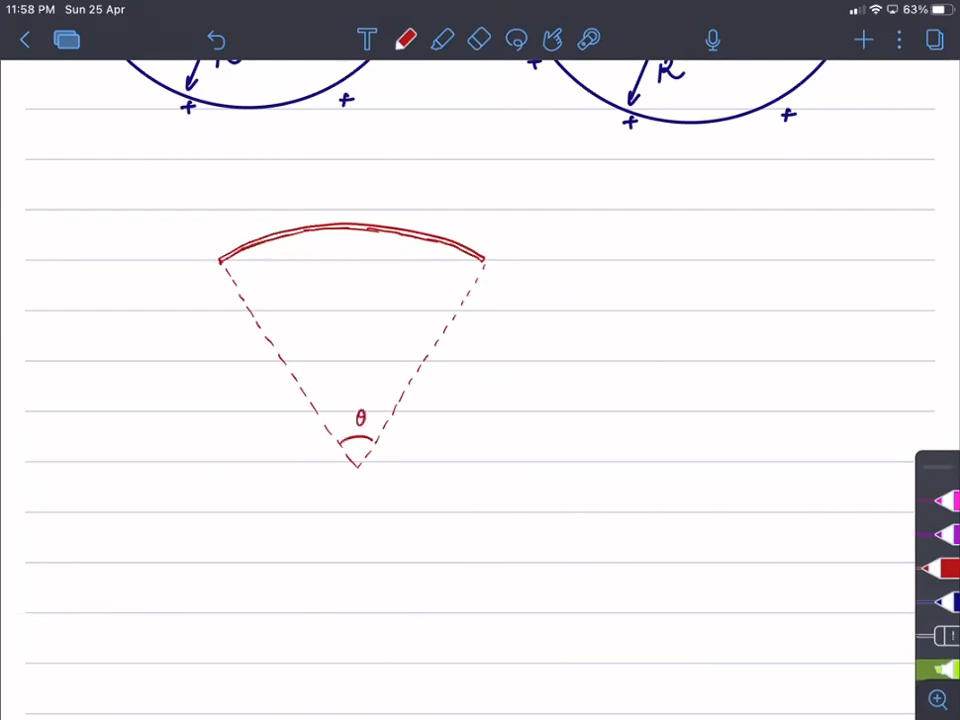 11:58 PM Sun 25 Apr 63%
T
R
+ + + + +
θ